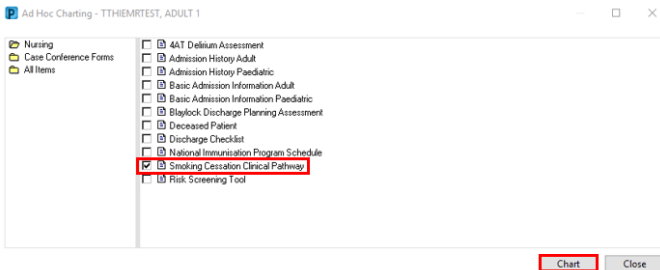 Ad Hoc Charting - TTHIEMRTEST, ADULT 1
Nursing
Case Conference Forms
All Items
4AT Delirium Assessment
Admission History Adult
Admission History Paediatric
Basic Admission Information Adult
Basic Admission Information Paediatric
Blaylock Discharge Planning Assessment
Deceased Patient
Discharge Checklist
National Immunisation Program Schedule
Smoking Cessation Clinical Pathway
Risk Screening Tool
Chart Close